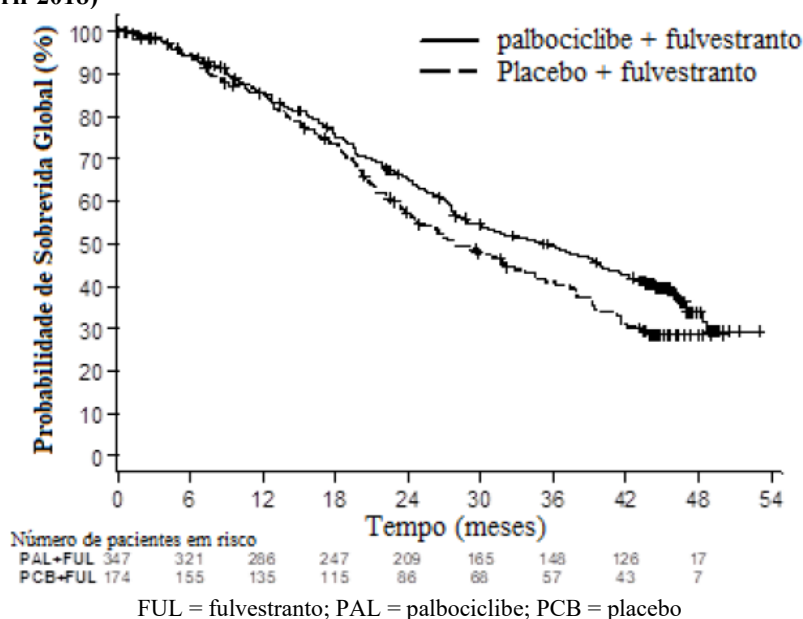 palbociclibe + fulvestranto
Placebo + fulvestranto
Probabilidade de Sobrevida Global (%)
100
90
80
70
60
50
40
30
20
10
0
0 6 12 18 24 30 36 42 48 54
Tempo (meses)
Número de pacientes em risco
PAL+FUL 347 321 286 247 209 165 148 126 17
PCB+FUL 174 155 135 115 86 68 57 43 7
FUL = fulvestranto; PAL = palbociclibe; PCB = placebo